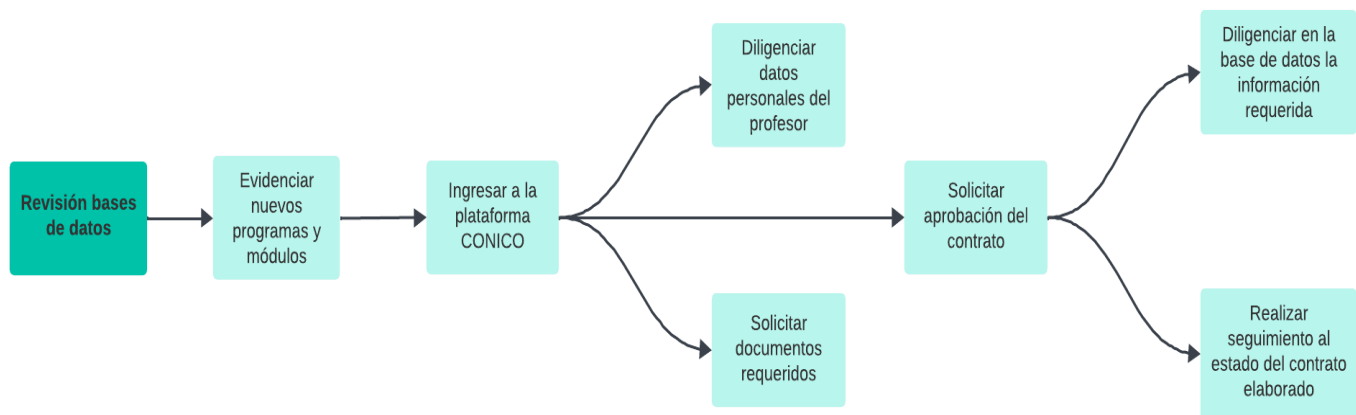 Revisión bases
de datos
Evidenciar
nuevos
programas y
módulos
Ingresar a la
plataforma
CONICO
Diligenciar
datos
personales del
profesor
Solicitar
documentos
requeridos
Solicitar
aprobación del
contrato
Diligenciar en la
base de datos la
información
requerida
Realizar
seguimiento al
estado del contrato
elaborado